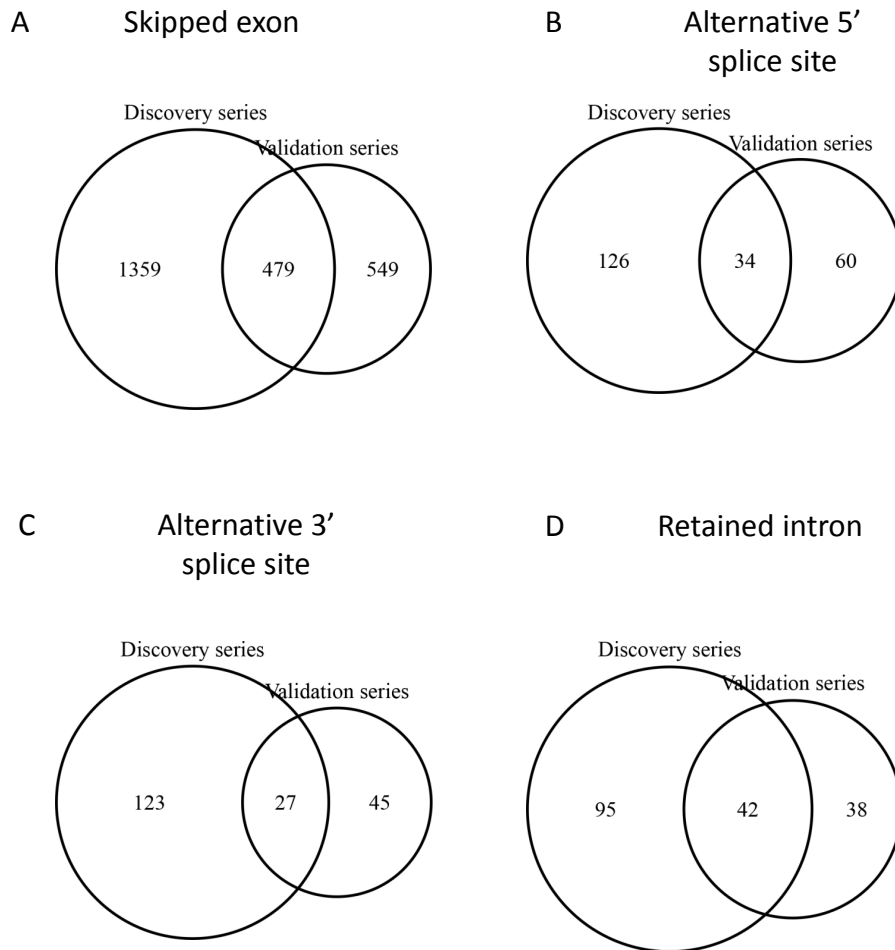 A
Skipped exon
Discovery series
Validation series
1359
479
549
B
Alternative 5’
splice site
Discovery series
Validation series
126
34
60
C
Alternative 3’
splice site
Discovery series
Validation series
123
27
45
D
Retained intron
Discovery series
Validation series
95
42
38